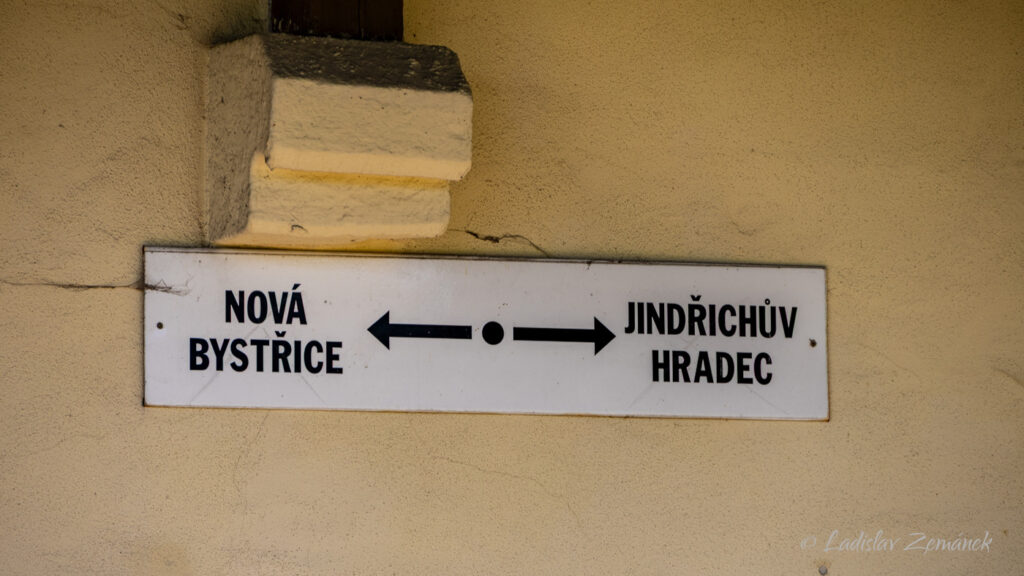 NOVÁ
BYSTŘICE
JINDŘICHŮV
HRADEC
© Ladislav Zemánek